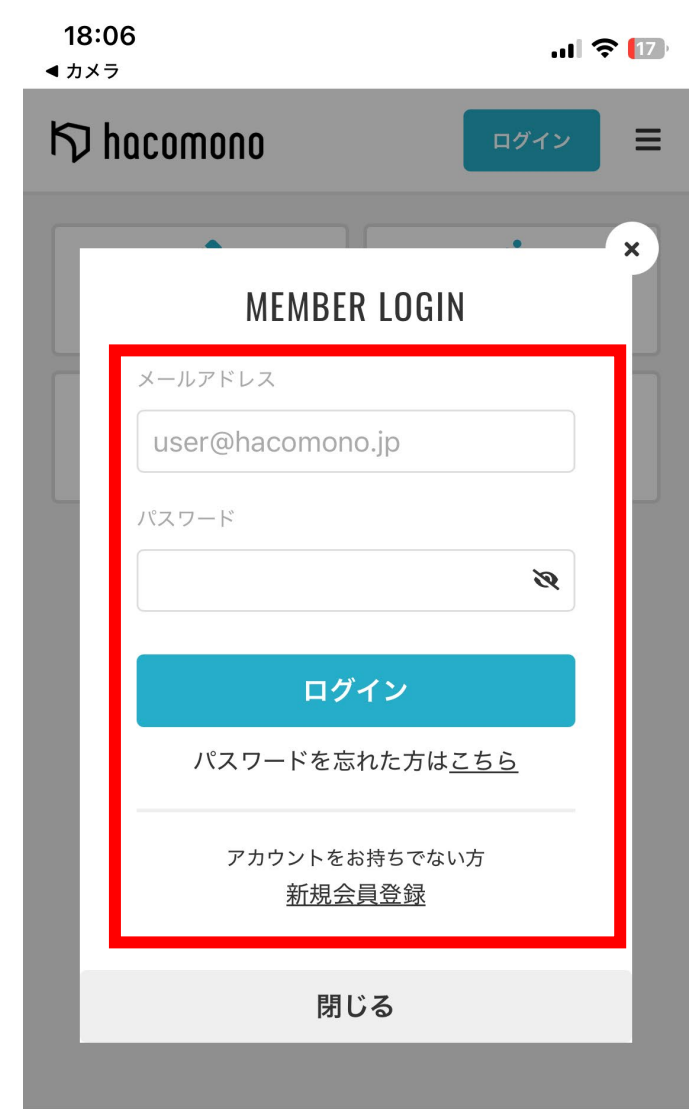 18:06
17
◀ カメラ
hacomono
ログイン
MEMBER LOGIN
メールアドレス
user@hacomono.jp
パスワード
ログイン
パスワードを忘れた方はこちら
アカウントをお持ちでない方
新規会員登録
閉じる